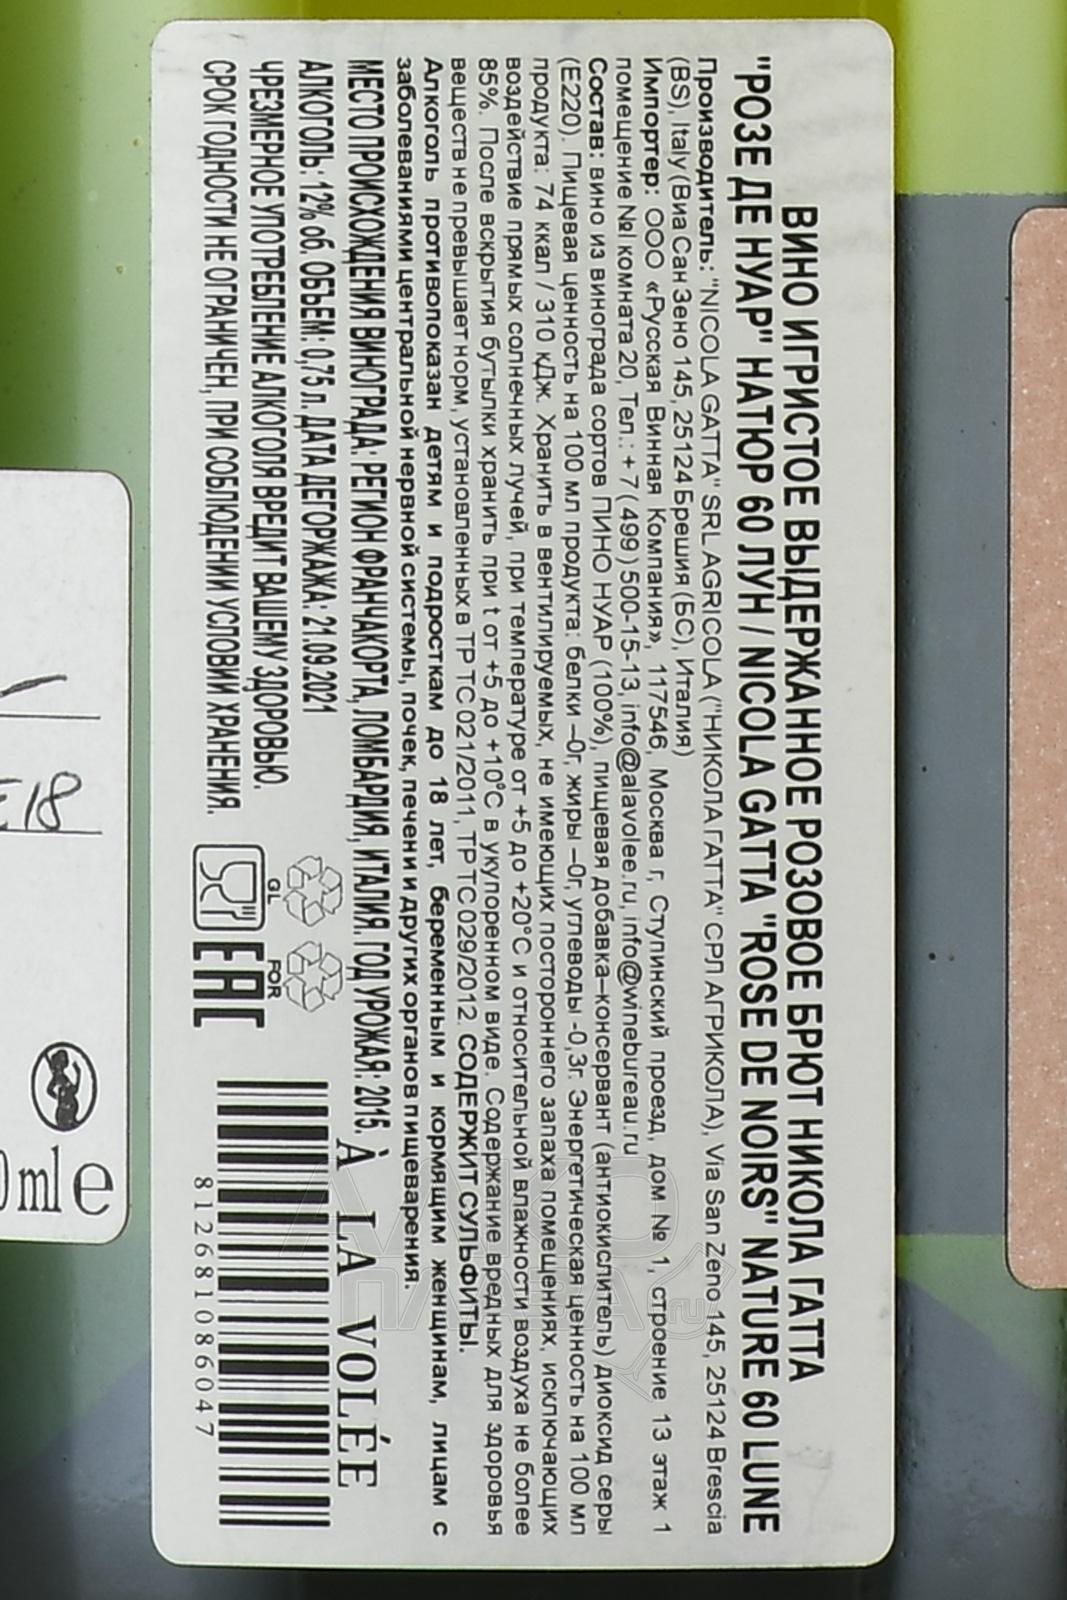 ВИНО ИГРИСТОЕ ВЫДЕРЖАННОЕ РОЗОВОЕ БРЮТ НИКОЛА ГАТТА
"РОЗЕ ДЕ НУАР" НАТЮР 60 ЛУН / NICOLA GATTA "ROSE DE NOIRS" NATURE 60 LUNE
Производитель: "NICOLA GATTA" SRL AGRICOLA ("НИКОЛА ГАТТА" СРЛ АГРИКОЛА), Via San Zeno 145, 25124 Brescia
(BS), Italy (Виа Сан Зено 145, 25124 Брешия (БС), Италия)
Импортер: ООО «Русская Винная Компания», 117546, Москва г, Ступинский проезд, дом № 1, строение 13 этаж 1
помещение №I комната 20, Тел.: +7(499)500-15-13, info@alavolee.ru, info@winebureau.ru
Состав: вино из винограда сортов ПИНО НУАР (100%), пищевая добавка–консервант (антиокислитель) диоксид серы
(Е220). Пищевая ценность на 100 мл продукта: белки –0г, жиры –0г, углеводы -0,3г. Энергетическая ценность на 100 мл
продукта: 74 ккал / 310 кДж. Хранить в вентилируемых, не имеющих постороннего запаха помещениях, исключающих
воздействие прямых солнечных лучей, при температуре от +5 до +20°С и относительной влажности воздуха не более
85%. После вскрытия бутылки хранить при t от +5 до +10°С в укупоренном виде. Содержание вредных для здоровья
веществ не превышает норм, установленных в ТР ТС 021/2011, ТР ТС 029/2012. СОДЕРЖИТ СУЛЬФИТЫ.
Алкоголь противопоказан детям и подросткам до 18 лет, беременным и кормящим женщинам, лицам с
заболеваниями центральной нервной системы, почек, печени и других органов пищеварения.
МЕСТО ПРОИСХОЖДЕНИЯ ВИНОГРАДА: РЕГИОН ФРАНЧАКОРТА, ЛОМБАРДИЯ, ИТАЛИЯ. ГОД УРОЖАЯ: 2015.
АЛКОГОЛЬ: 12% об. ОБЪЕМ: 0,75 л. ДАТА ДЕГОРЖАЖА: 21.09.2021
ЧРЕЗМЕРНОЕ УПОТРЕБЛЕНИЕ АЛКОГОЛЯ ВРЕДИТ ВАШЕМУ ЗДОРОВЬЮ.
СРОК ГОДНОСТИ НЕ ОГРАНИЧЕН, ПРИ СОБЛЮДЕНИИ УСЛОВИИ ХРАНЕНИЯ.
GL
FOR
EAC
À LA VOLÉE
8126810860​47
АЛКО
ПЛАНЕТА
RU
18
ml e